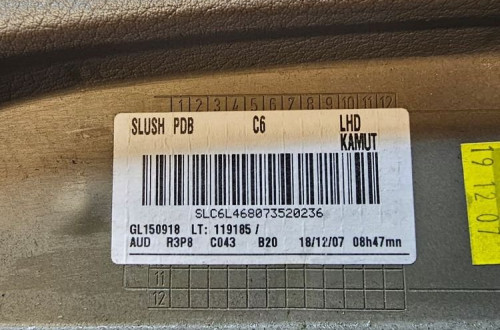 1 2 3 4 5 6 7 8 9 10 11 12
SLUSH PDB C6 LHD
KAMUT
SLC6L468073520236
GL150918 LT: 119185 /
AUD R3P8 C043 B20 18/12/07 08h47mn
11
12
19 12 07